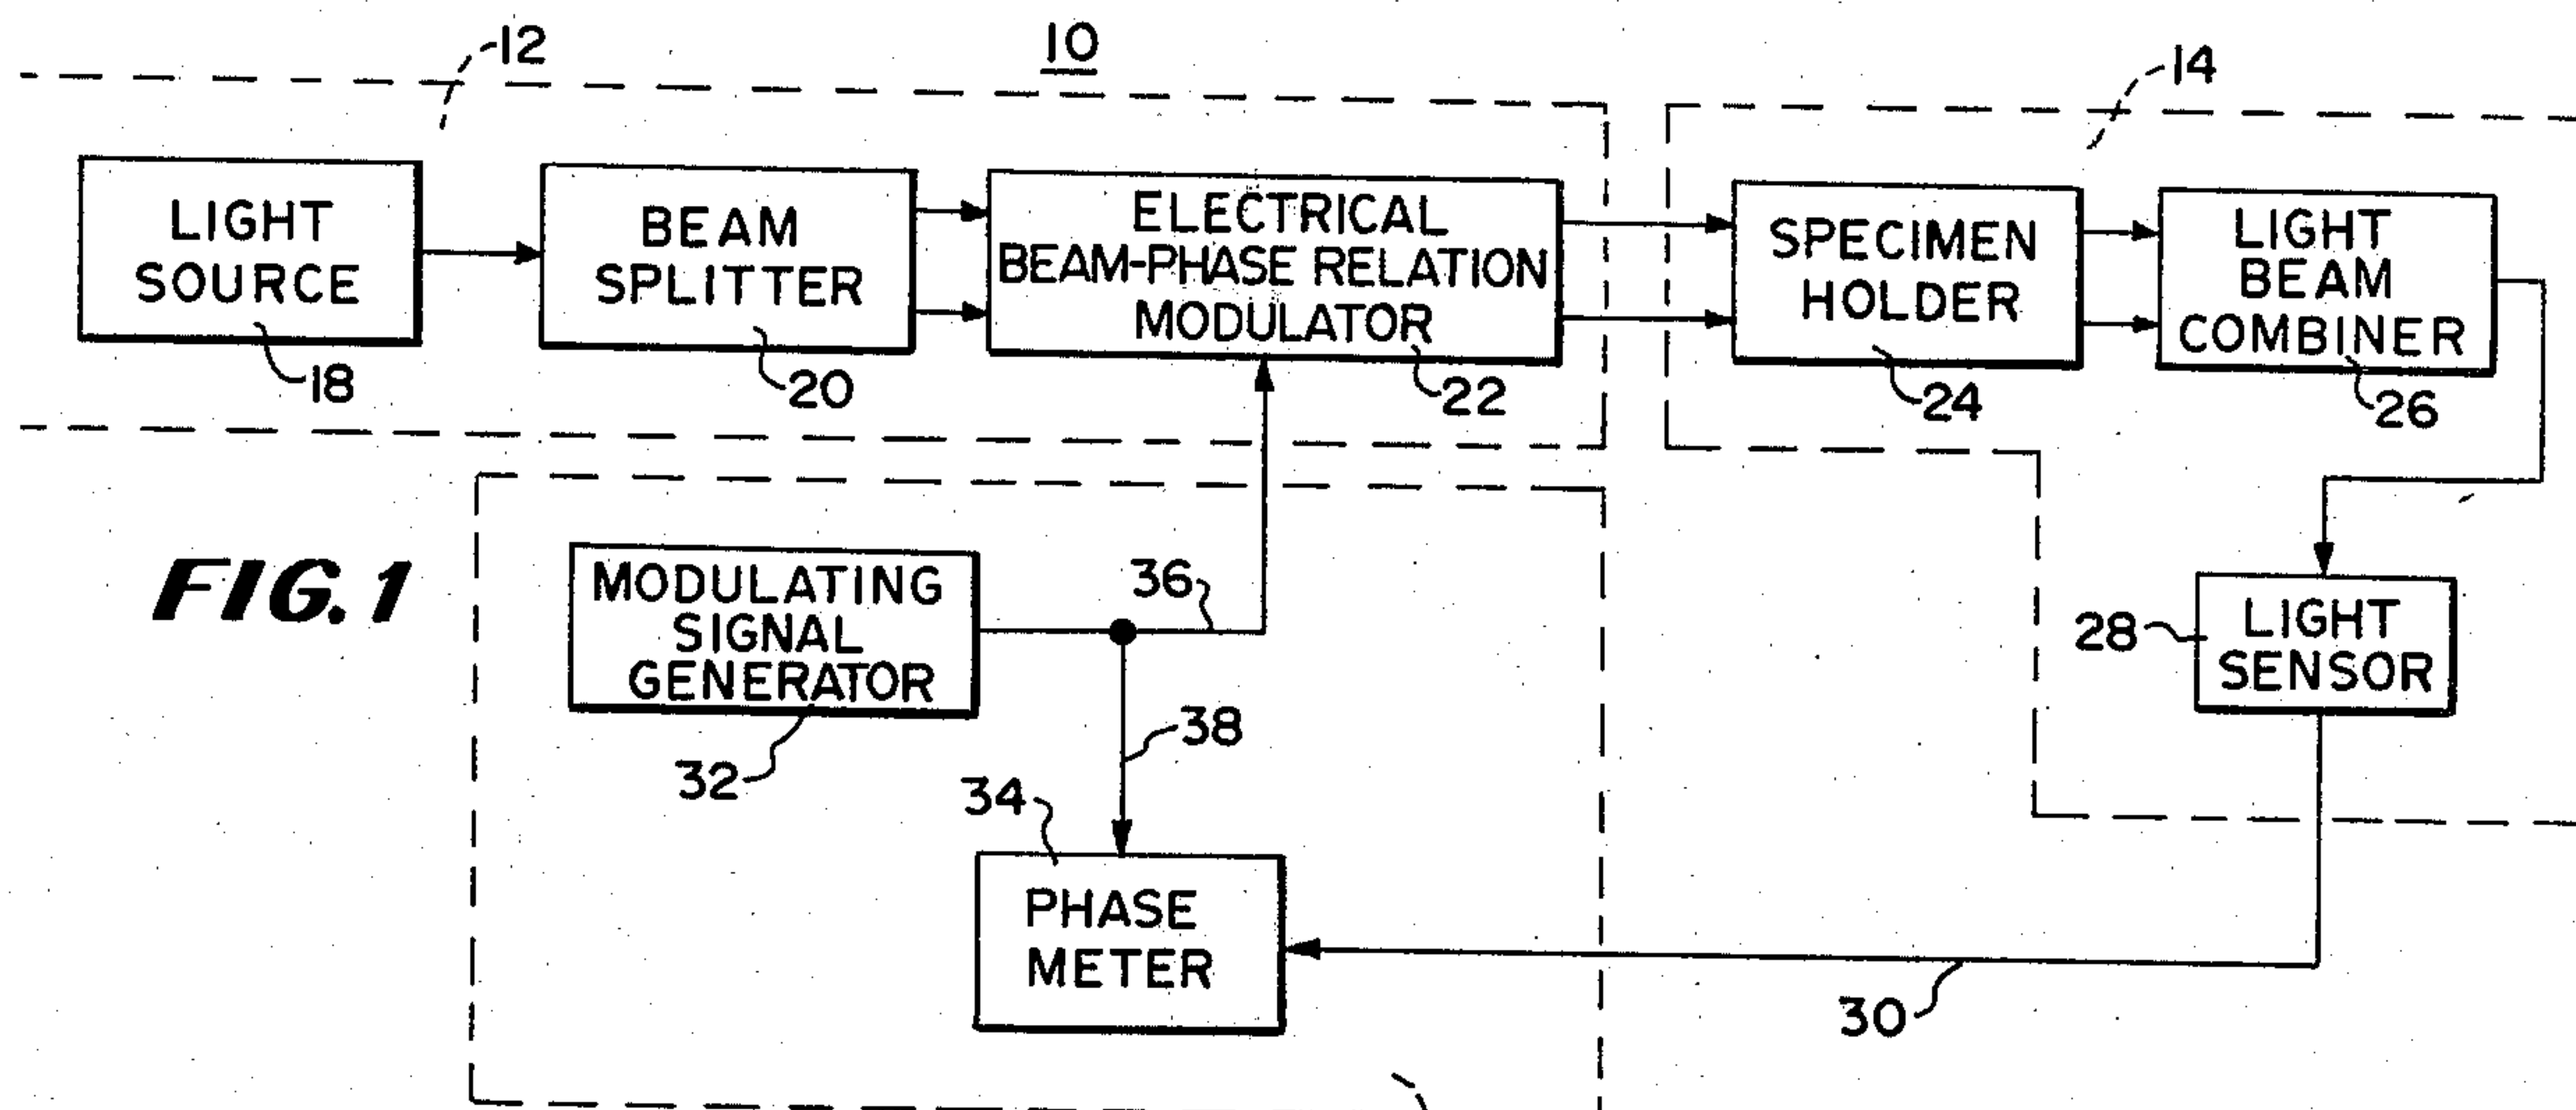 10
12
14
LIGHT
SOURCE
18
BEAM
SPLITTER
20
ELECTRICAL
BEAM-PHASE RELATION
MODULATOR
22
SPECIMEN
HOLDER
24
LIGHT
BEAM
COMBINER
26
FIG. 1
MODULATING
SIGNAL
GENERATOR
32
36
38
28
LIGHT
SENSOR
34
PHASE
METER
30